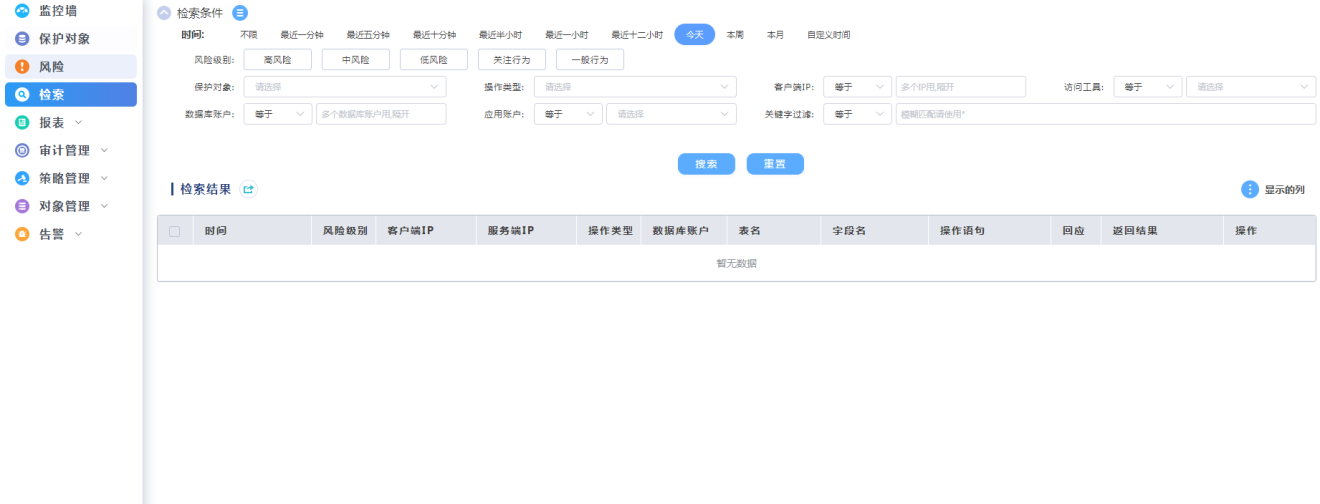 监控墙
保护对象
风险
检索
报表
审计管理
策略管理
对象管理
告警
检索条件
时间: 不限 最近一分钟 最近五分钟 最近十分钟 最近半小时 最近一小时 最近十二小时 今天 本周 本月 自定义时间
风险级别: 高风险 中风险 低风险 关注行为 一般行为
保护对象: 请选择 操作类型: 请选择 客户端IP: 等于 多个IP用,隔开 访问工具: 等于 请选择
数据库账户: 等于 多个数据库账户用,隔开 应用账户: 等于 请选择 关键字过滤: 等于 模糊匹配请使用*
搜索 重置
检索结果 显示的列
时间 风险级别 客户端IP 服务端IP 操作类型 数据库账户 表名 字段名 操作语句 回应 返回结果 操作
暂无数据